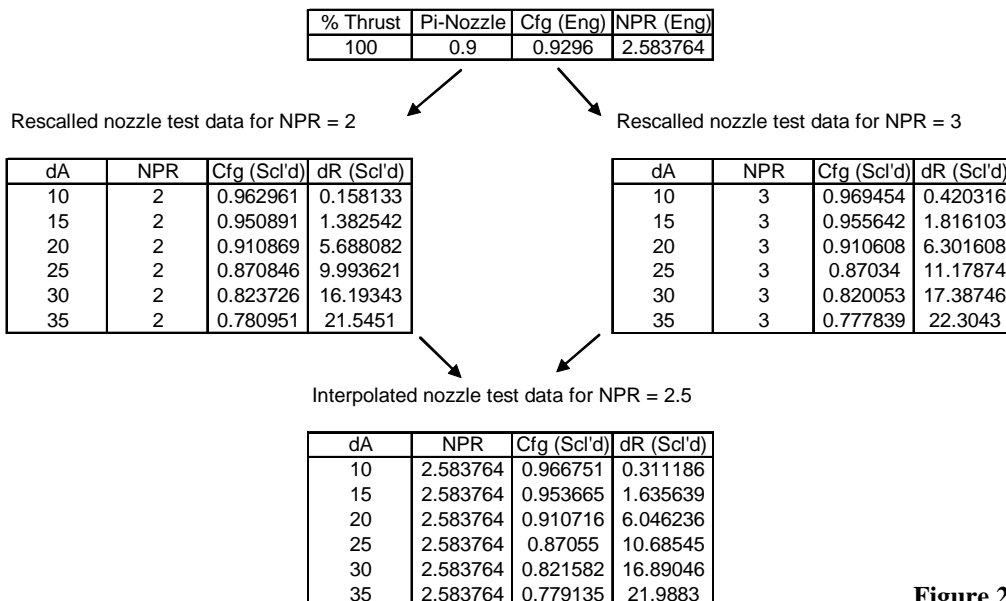 % Thrust Pi-Nozzle Cfg (Eng) NPR (Eng)
100 0.9 0.9296 2.583764
Rescalled nozzle test data for NPR = 2
dA NPR Cfg (Scl'd) dR (Scl'd)
10 2 0.962961 0.158133
15 2 0.950891 1.382542
20 2 0.910869 5.688082
25 2 0.870846 9.993621
30 2 0.823726 16.19343
35 2 0.780951 21.5451
Rescalled nozzle test data for NPR = 3
dA NPR Cfg (Scl'd) dR (Scl'd)
10 3 0.969454 0.420316
15 3 0.955642 1.816103
20 3 0.910608 6.301608
25 3 0.87034 11.17874
30 3 0.820053 17.38746
35 3 0.777839 22.3043
Interpolated nozzle test data for NPR = 2.5
dA NPR Cfg (Scl'd) dR (Scl'd)
10 2.583764 0.966751 0.311186
15 2.583764 0.953665 1.635639
20 2.583764 0.910716 6.046236
25 2.583764 0.87055 10.68545
30 2.583764 0.821582 16.89046
35 2.583764 0.779135 21.9883
Figure 2